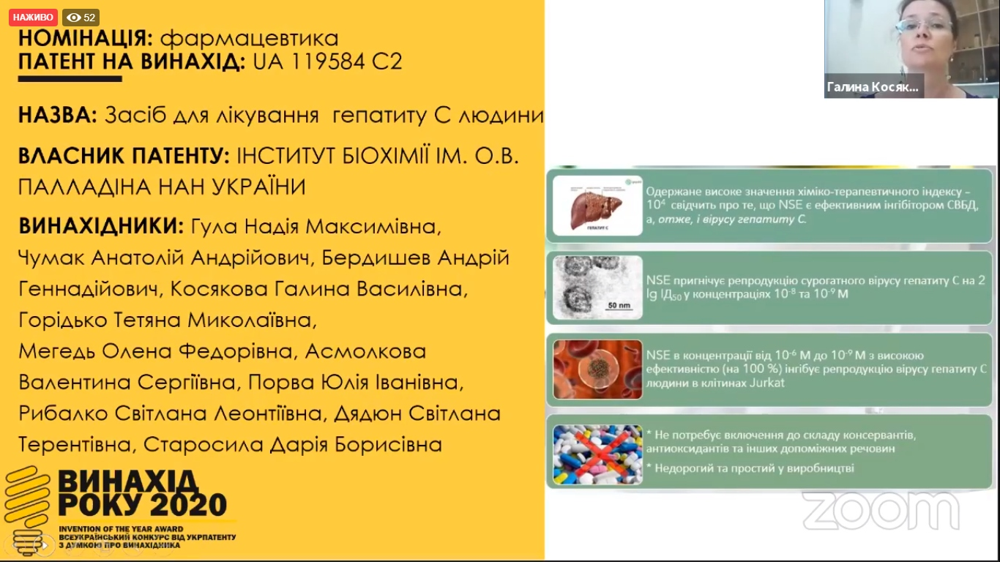 НАЖИВО
52
НОМІНАЦІЯ: фармацевтика
ПАТЕНТ НА ВИНАХІД: UA 119584 C2
НАЗВА: Засіб для лікування гепатиту С людини
ВЛАСНИК ПАТЕНТУ: ІНСТИТУТ БІОХІМІЇ ІМ. О.В.
ПАЛЛАДІНА НАН УКРАЇНИ
ВИНАХІДНИКИ: Гула Надія Максимівна,
Чумак Анатолій Андрійович, Бердишев Андрій
Геннадійович, Косякова Галина Василівна,
Горідько Тетяна Миколаївна,
Мегедь Олена Федорівна, Асмолкова
Валентина Сергіївна, Порва Юлія Іванівна,
Рибалко Світлана Леонтіївна, Дядюн Світлана
Терентівна, Старосила Дарія Борисівна
ВИНАХІД
РОКУ 2020
INVENTION OF THE YEAR AWARD
ВСЕУКРАЇНСЬКИЙ КОНКУРС ВІД УКРПАТЕНТУ
З ДУМКОЮ ПРО ВИНАХІДНИКА
Галина Косяк...
ГЕПАТИТ С
Одержане високе значення хіміко-терапевтичного індексу –
10⁴ свідчить про те, що NSE є ефективним інгібітором СВБД,
а, отже, і вірусу гепатиту С.
50 nm
NSE пригнічує репродукцію сурогатного вірусу гепатиту С на 2
lg ІД₅₀ у концентраціях 10⁻⁸ та 10⁻⁹ М
NSE в концентрації від 10⁻⁶ М до 10⁻⁹ М з високою
ефективністю (на 100 %) інгібує репродукцію вірусу гепатиту С
людини в клітинах Jurkat
* Не потребує включення до складу консервантів,
антиоксидантів та інших допоміжних речовин
* Недорогий та простий у виробництві
zoom